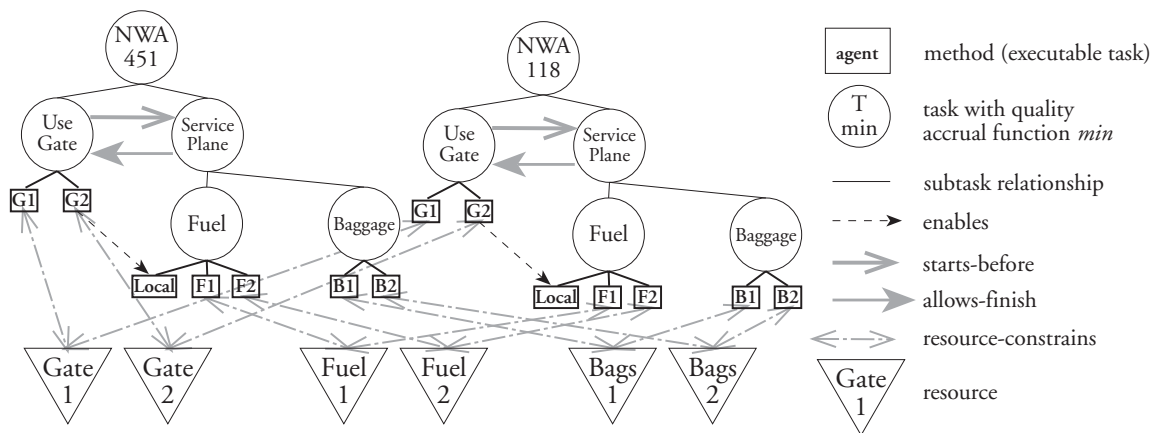 NWA
451
NWA
118
Use
Gate
Service
Plane
Use
Gate
Service
Plane
G1
G2
Fuel
Baggage
G1
G2
Fuel
Baggage
Local
F1
F2
B1
B2
Local
F1
F2
B1
B2
Gate
1
Gate
2
Fuel
1
Fuel
2
Bags
1
Bags
2
agent
method (executable task)
T
min
task with quality
accrual function min
subtask relationship
enables
starts-before
allows-finish
resource-constrains
Gate
1
resource